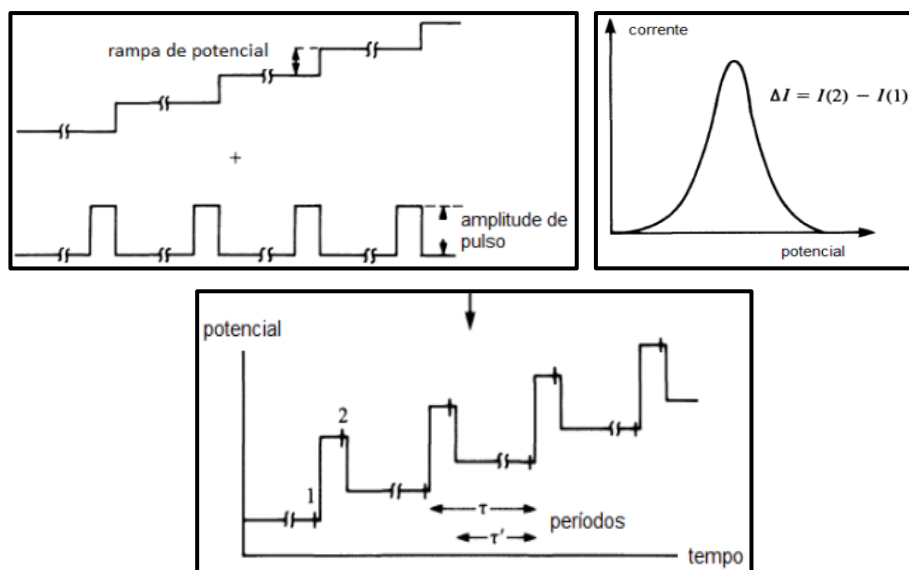 rampa de potencial
+
amplitude de
pulso
corrente
ΔI = I(2) − I(1)
potencial
potencial
2
1
τ
períodos
τ'
tempo